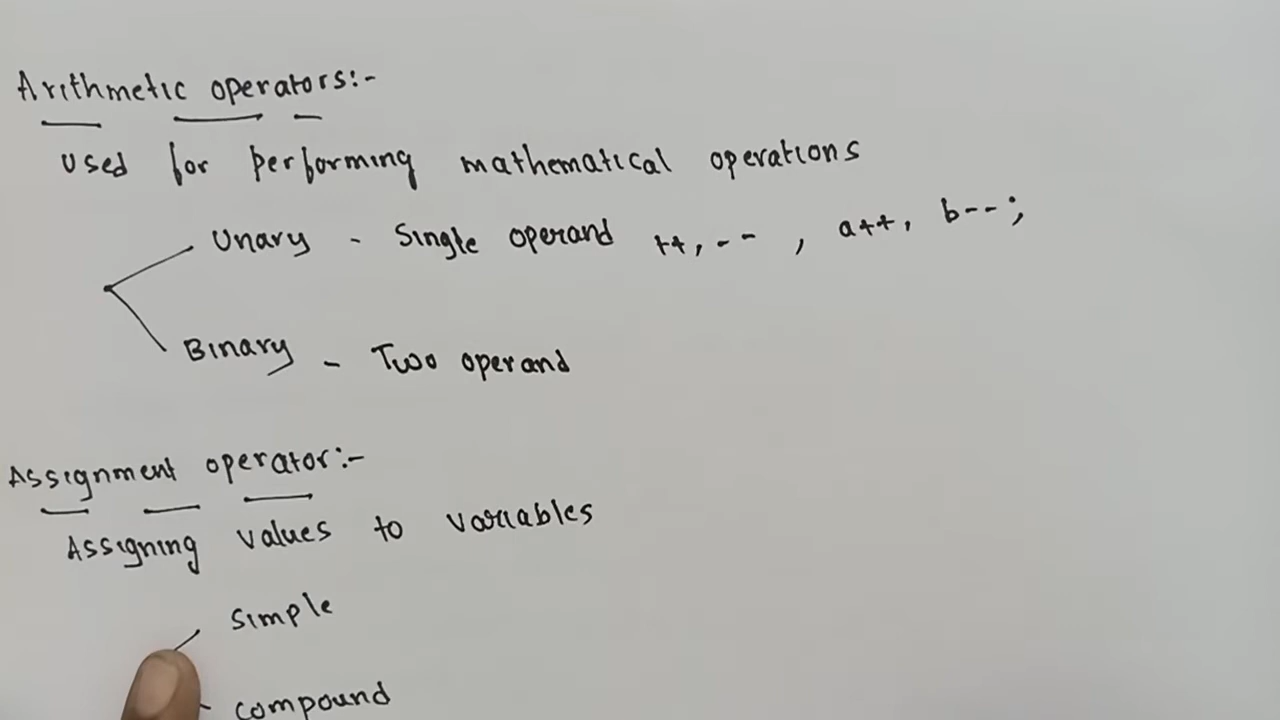 Arithmetic operators:-
used for performing mathematical operations
Unary - Single operand ++, -- , a++, b--;
Binary - Two operand
Assignment operator:-
Assigning values to variables
simple
compound